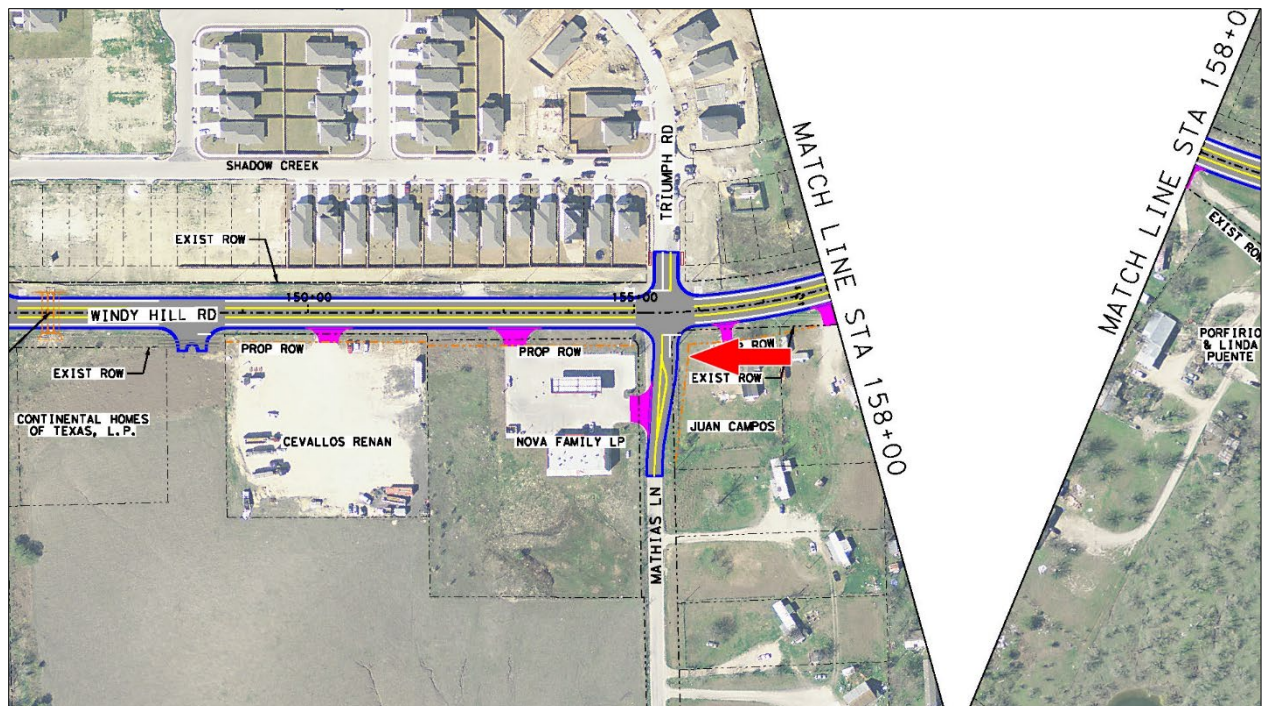 SHADOW CREEK
TRIUMPH RD
MATCH LINE STA 158+00
MATCH LINE STA 158+0
EXIST ROW
EXIST ROW
150+00
155+00
WINDY HILL RD
PROP ROW
PROP ROW
ROW
EXIST ROW
EXIST ROW
PORFIRIO
& LINDA
PUENTE
CONTINENTAL HOMES
OF TEXAS, L.P.
CEVALLOS RENAN
NOVA FAMILY LP
JUAN CAMPOS
MATHIAS LN